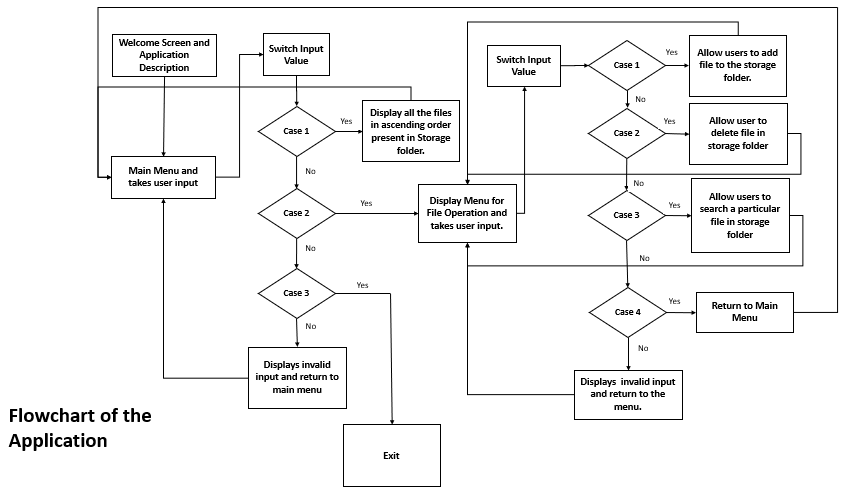 Welcome Screen and
Application
Description
Switch Input
Value
Main Menu and
takes user input
Case 1
Yes
No
Display all the files
in ascending order
present in Storage
folder.
Case 2
Yes
No
Case 3
Yes
No
Displays invalid
input and return to
main menu
Exit
Display Menu for
File Operation and
takes user input.
Switch Input
Value
Case 1
Yes
No
Allow users to add
file to the storage
folder.
Case 2
Yes
No
Allow user to
delete file in
storage folder
Case 3
Yes
No
Allow users to
search a particular
file in storage
folder
Case 4
Yes
No
Return to Main
Menu
Displays invalid input
and return to the
menu.
Flowchart of the
Application